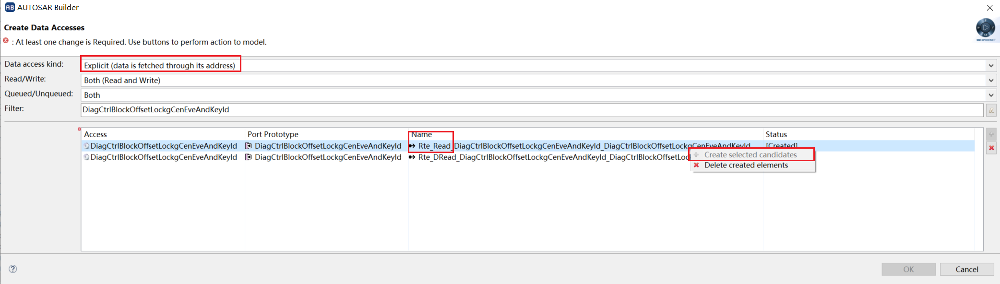 AUTOSAR Builder
Create Data Accesses
: At least one change is Required. Use buttons to perform action to model.
Data access kind: Explicit (data is fetched through its address)
Read/Write: Both (Read and Write)
Queued/Unqueued: Both
Filter: DiagCtrlBlockOffsetLockgCenEveAndKeyId
Access Port Prototype Name Status
DiagCtrlBlockOffsetLockgCenEveAndKeyId DiagCtrlBlockOffsetLockgCenEveAndKeyId Rte_Read_DiagCtrlBlockOffsetLockgCenEveAndKeyId_DiagCtrlBlockOffsetLockgCenEveAndKeyId [Created]
DiagCtrlBlockOffsetLockgCenEveAndKeyId DiagCtrlBlockOffsetLockgCenEveAndKeyId Rte_DRead_DiagCtrlBlockOffsetLockgCenEveAndKeyId_DiagCtrlBlockOffsetLoc
Create selected candidates
Delete created elements
OK Cancel